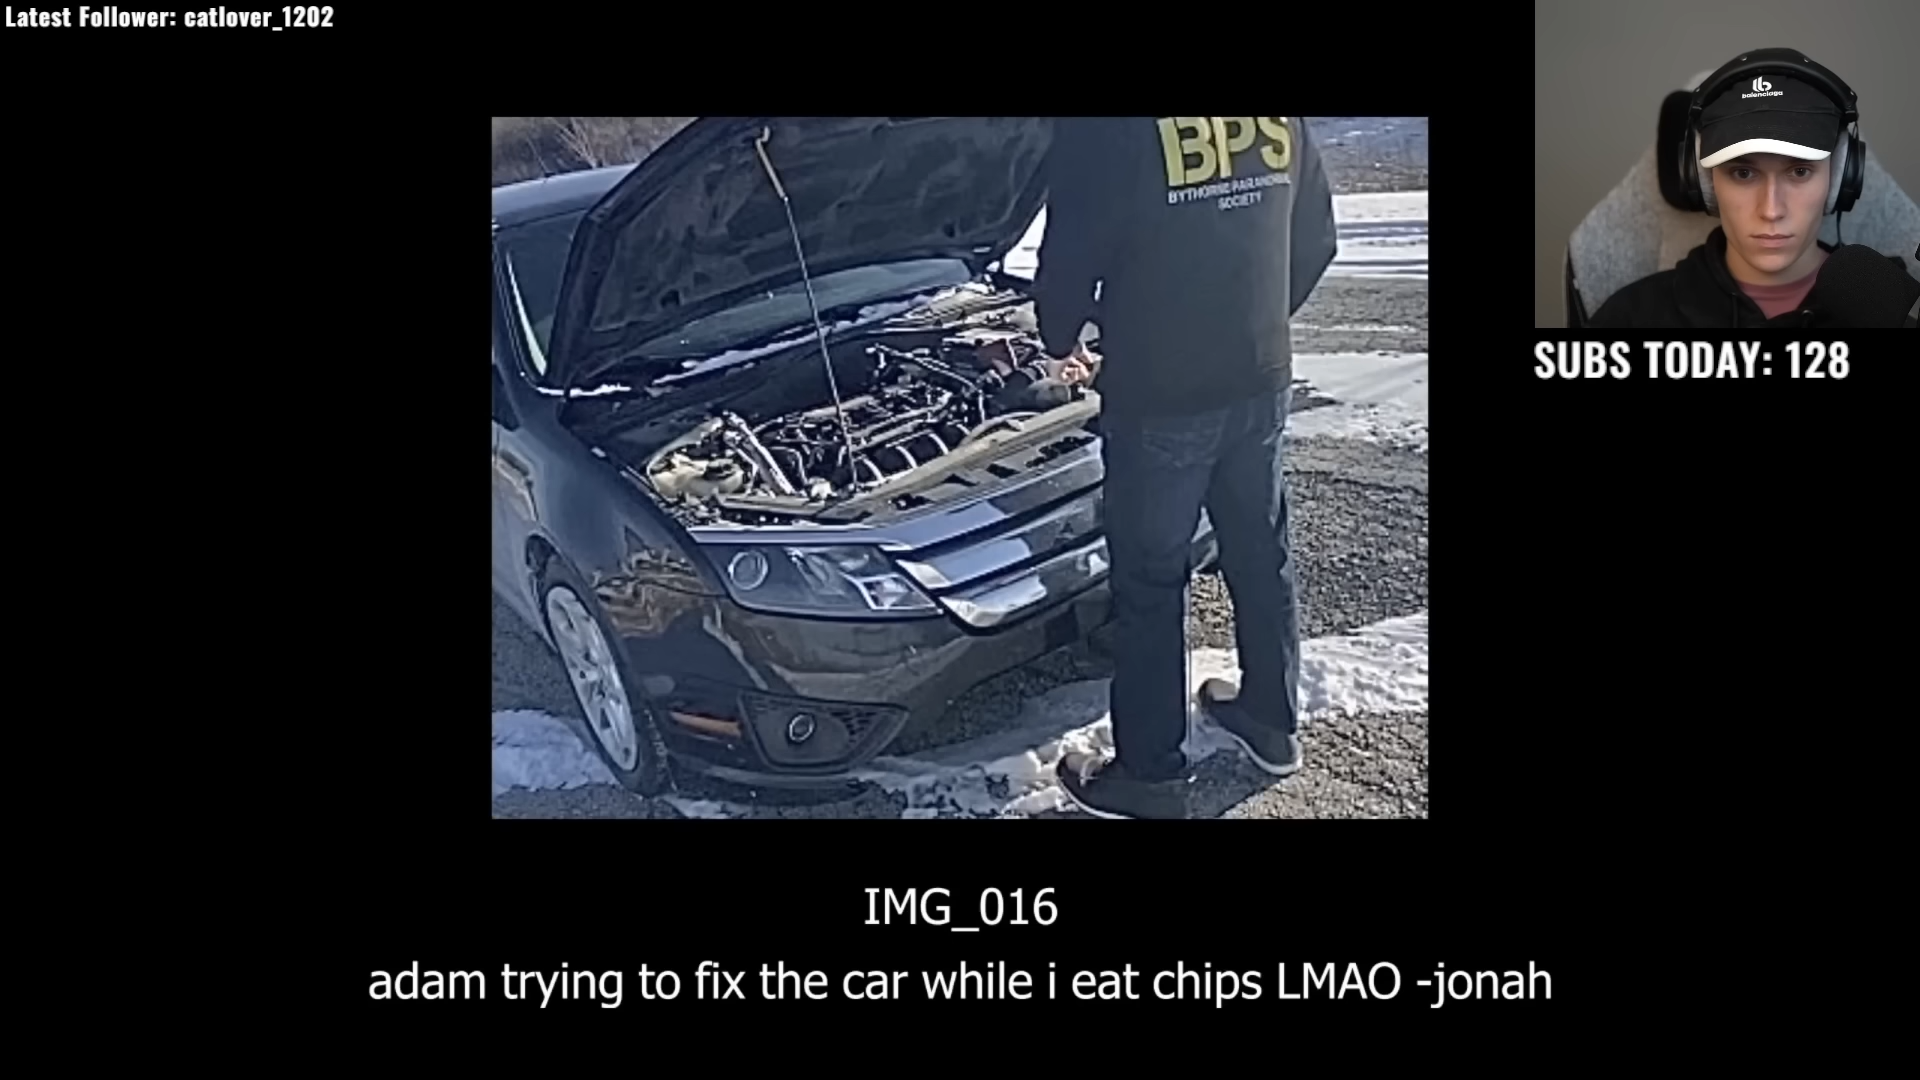 Latest Follower: catlover_1202
balenciaga
BPS
BYTHORNE PARANORMAL
SOCIETY
SUBS TODAY: 128
IMG_016
adam trying to fix the car while i eat chips LMAO -jonah